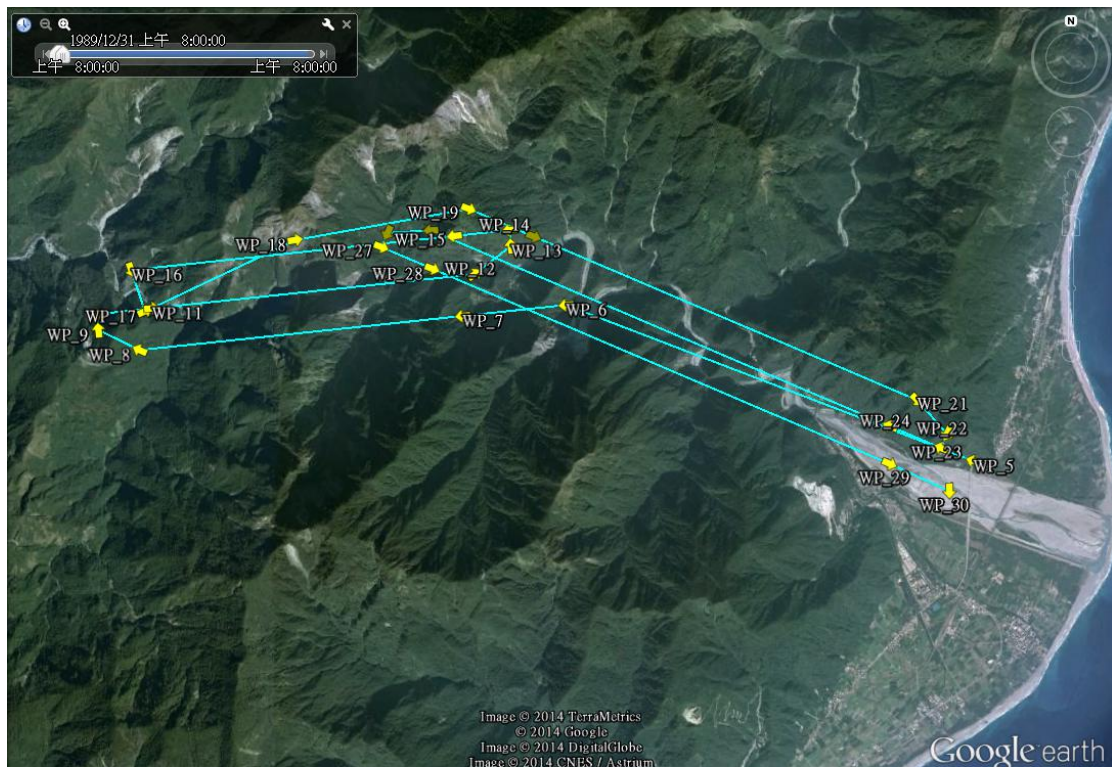 1989/12/31 上午 8:00:00
上午 8:00:00 上午 8:00:00
N
WP_19
WP_14
WP_18
WP_27
WP_15
WP_13
WP_16
WP_28
WP_12
WP_17
WP_11
WP_6
WP_9
WP_7
WP_8
WP_21
WP_24
WP_22
WP_23
WP_5
WP_29
WP_30
Image © 2014 TerraMetrics
© 2014 Google
Image © 2014 DigitalGlobe
Image © 2014 CNES / Astrium
Google earth